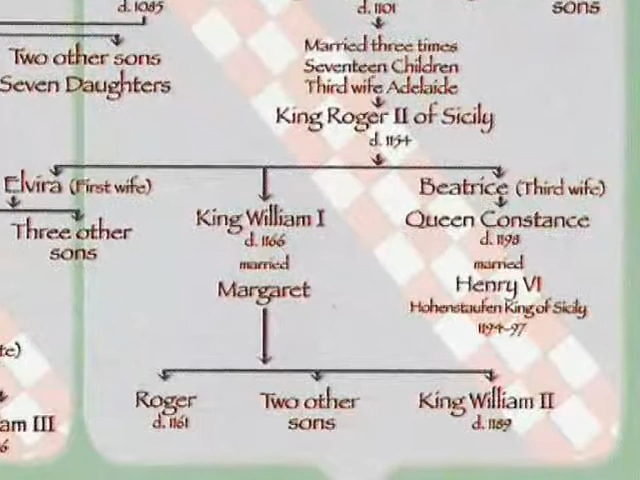 d. 1085
d. 1101
sons
Two other sons
Seven Daughters
Married three times
Seventeen Children
Third wife Adelaide
King Roger II of Sicily
d. 1154
Elvira (First wife)
Three other
sons
King William I
d. 1166
married
Margaret
Beatrice (Third wife)
Queen Constance
d. 1198
married
Henry VI
Hohenstaufen King of Sicily
1194-97
Roger
d. 1161
Two other
sons
King William II
d. 1189
te)
am III
6